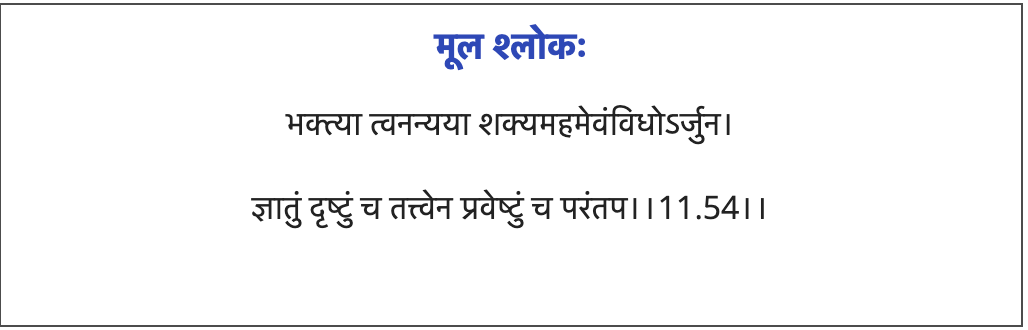 मूल श्लोकः
भक्त्या त्वनन्यया शक्यमहमेवंविधोऽर्जुन।
ज्ञातुं दृष्टुं च तत्त्वेन प्रवेष्टुं च परंतप।।11.54।।